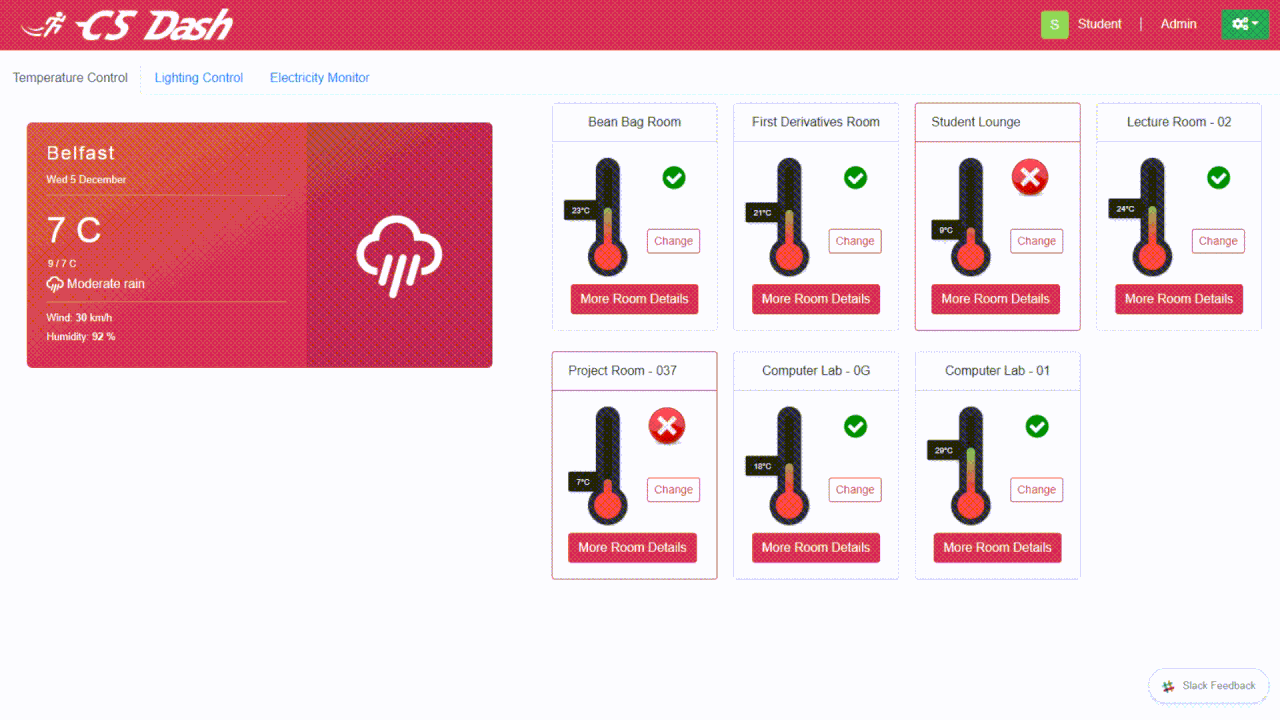 CS Dash
S Student | Admin
Temperature Control Lighting Control Electricity Monitor
Belfast
Wed 5 December
7 C
9 / 7 C
Moderate rain
Wind: 30 km/h
Humidity: 92 %
Bean Bag Room
23°C
Change
More Room Details
First Derivatives Room
21°C
Change
More Room Details
Student Lounge
9°C
Change
More Room Details
Lecture Room - 02
24°C
Change
More Room Details
Project Room - 037
7°C
Change
More Room Details
Computer Lab - 0G
18°C
Change
More Room Details
Computer Lab - 01
29°C
Change
More Room Details
Slack Feedback